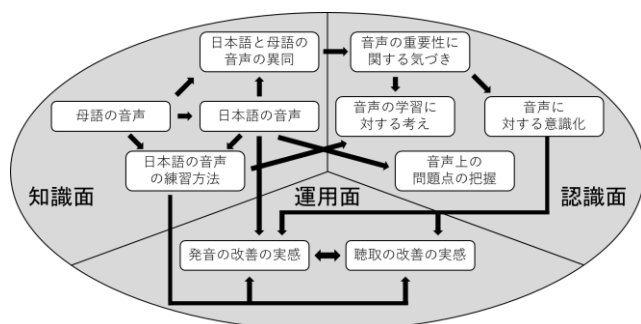 日本語と母語の
音声の異同
音声の重要性に
関する気づき
母語の音声
日本語の音声
音声の学習に
対する考え
音声に
対する意識化
日本語の音声
の練習方法
音声上の
問題点の把握
知識面
運用面
認識面
発音の改善の実感
聴取の改善の実感